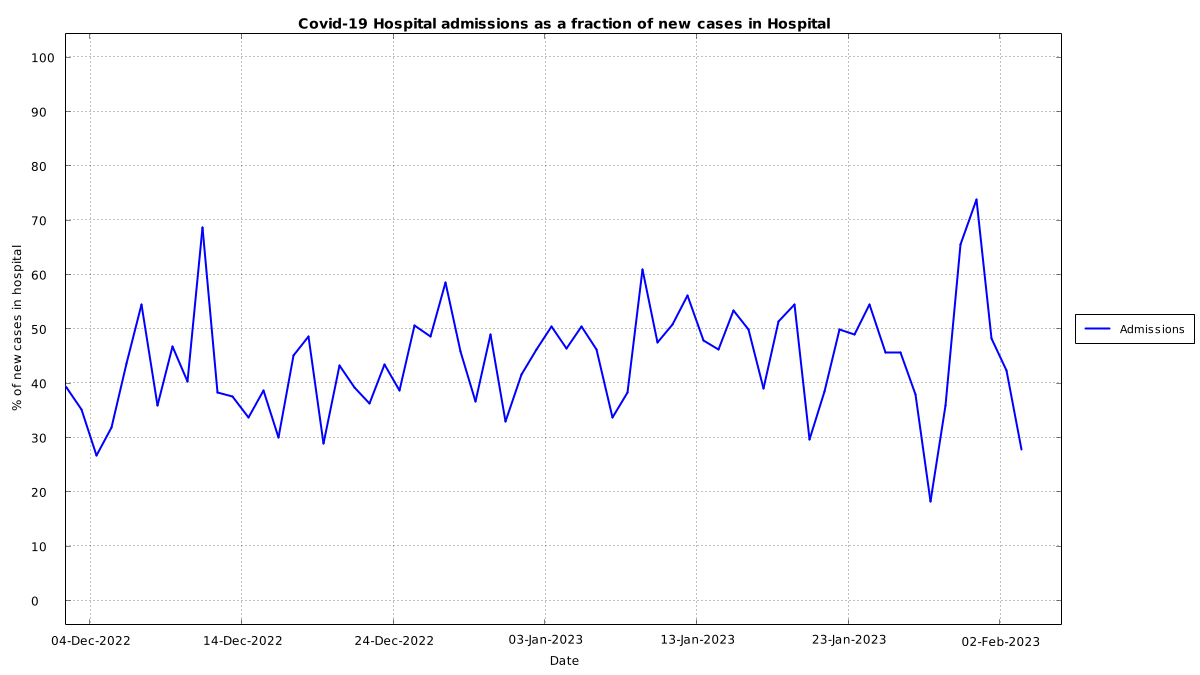 Covid-19 Hospital admissions as a fraction of new cases in Hospital
100
90
80
70
60
50
40
30
20
10
0
% of new cases in hospital
04-Dec-2022
14-Dec-2022
24-Dec-2022
03-Jan-2023
13-Jan-2023
23-Jan-2023
02-Feb-2023
Date
Admissions